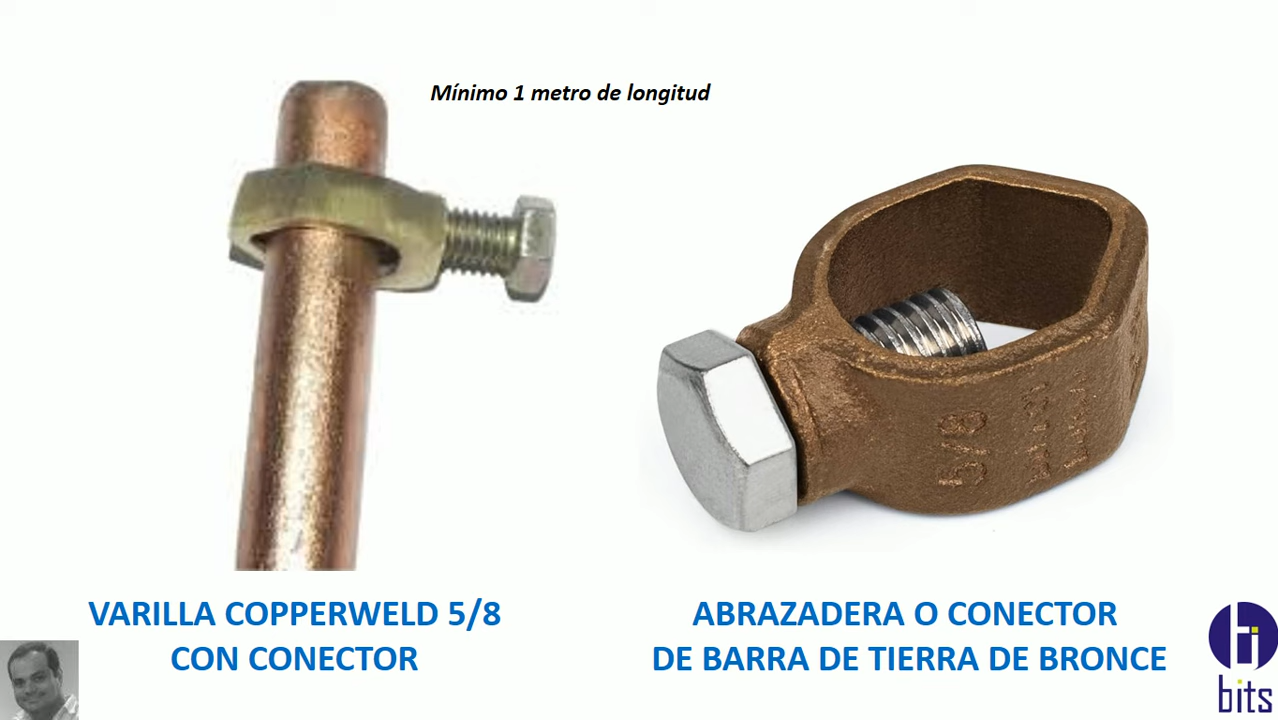 Mínimo 1 metro de longitud
5/8
VARILLA COPPERWELD 5/8
CON CONECTOR
ABRAZADERA O CONECTOR
DE BARRA DE TIERRA DE BRONCE
bits